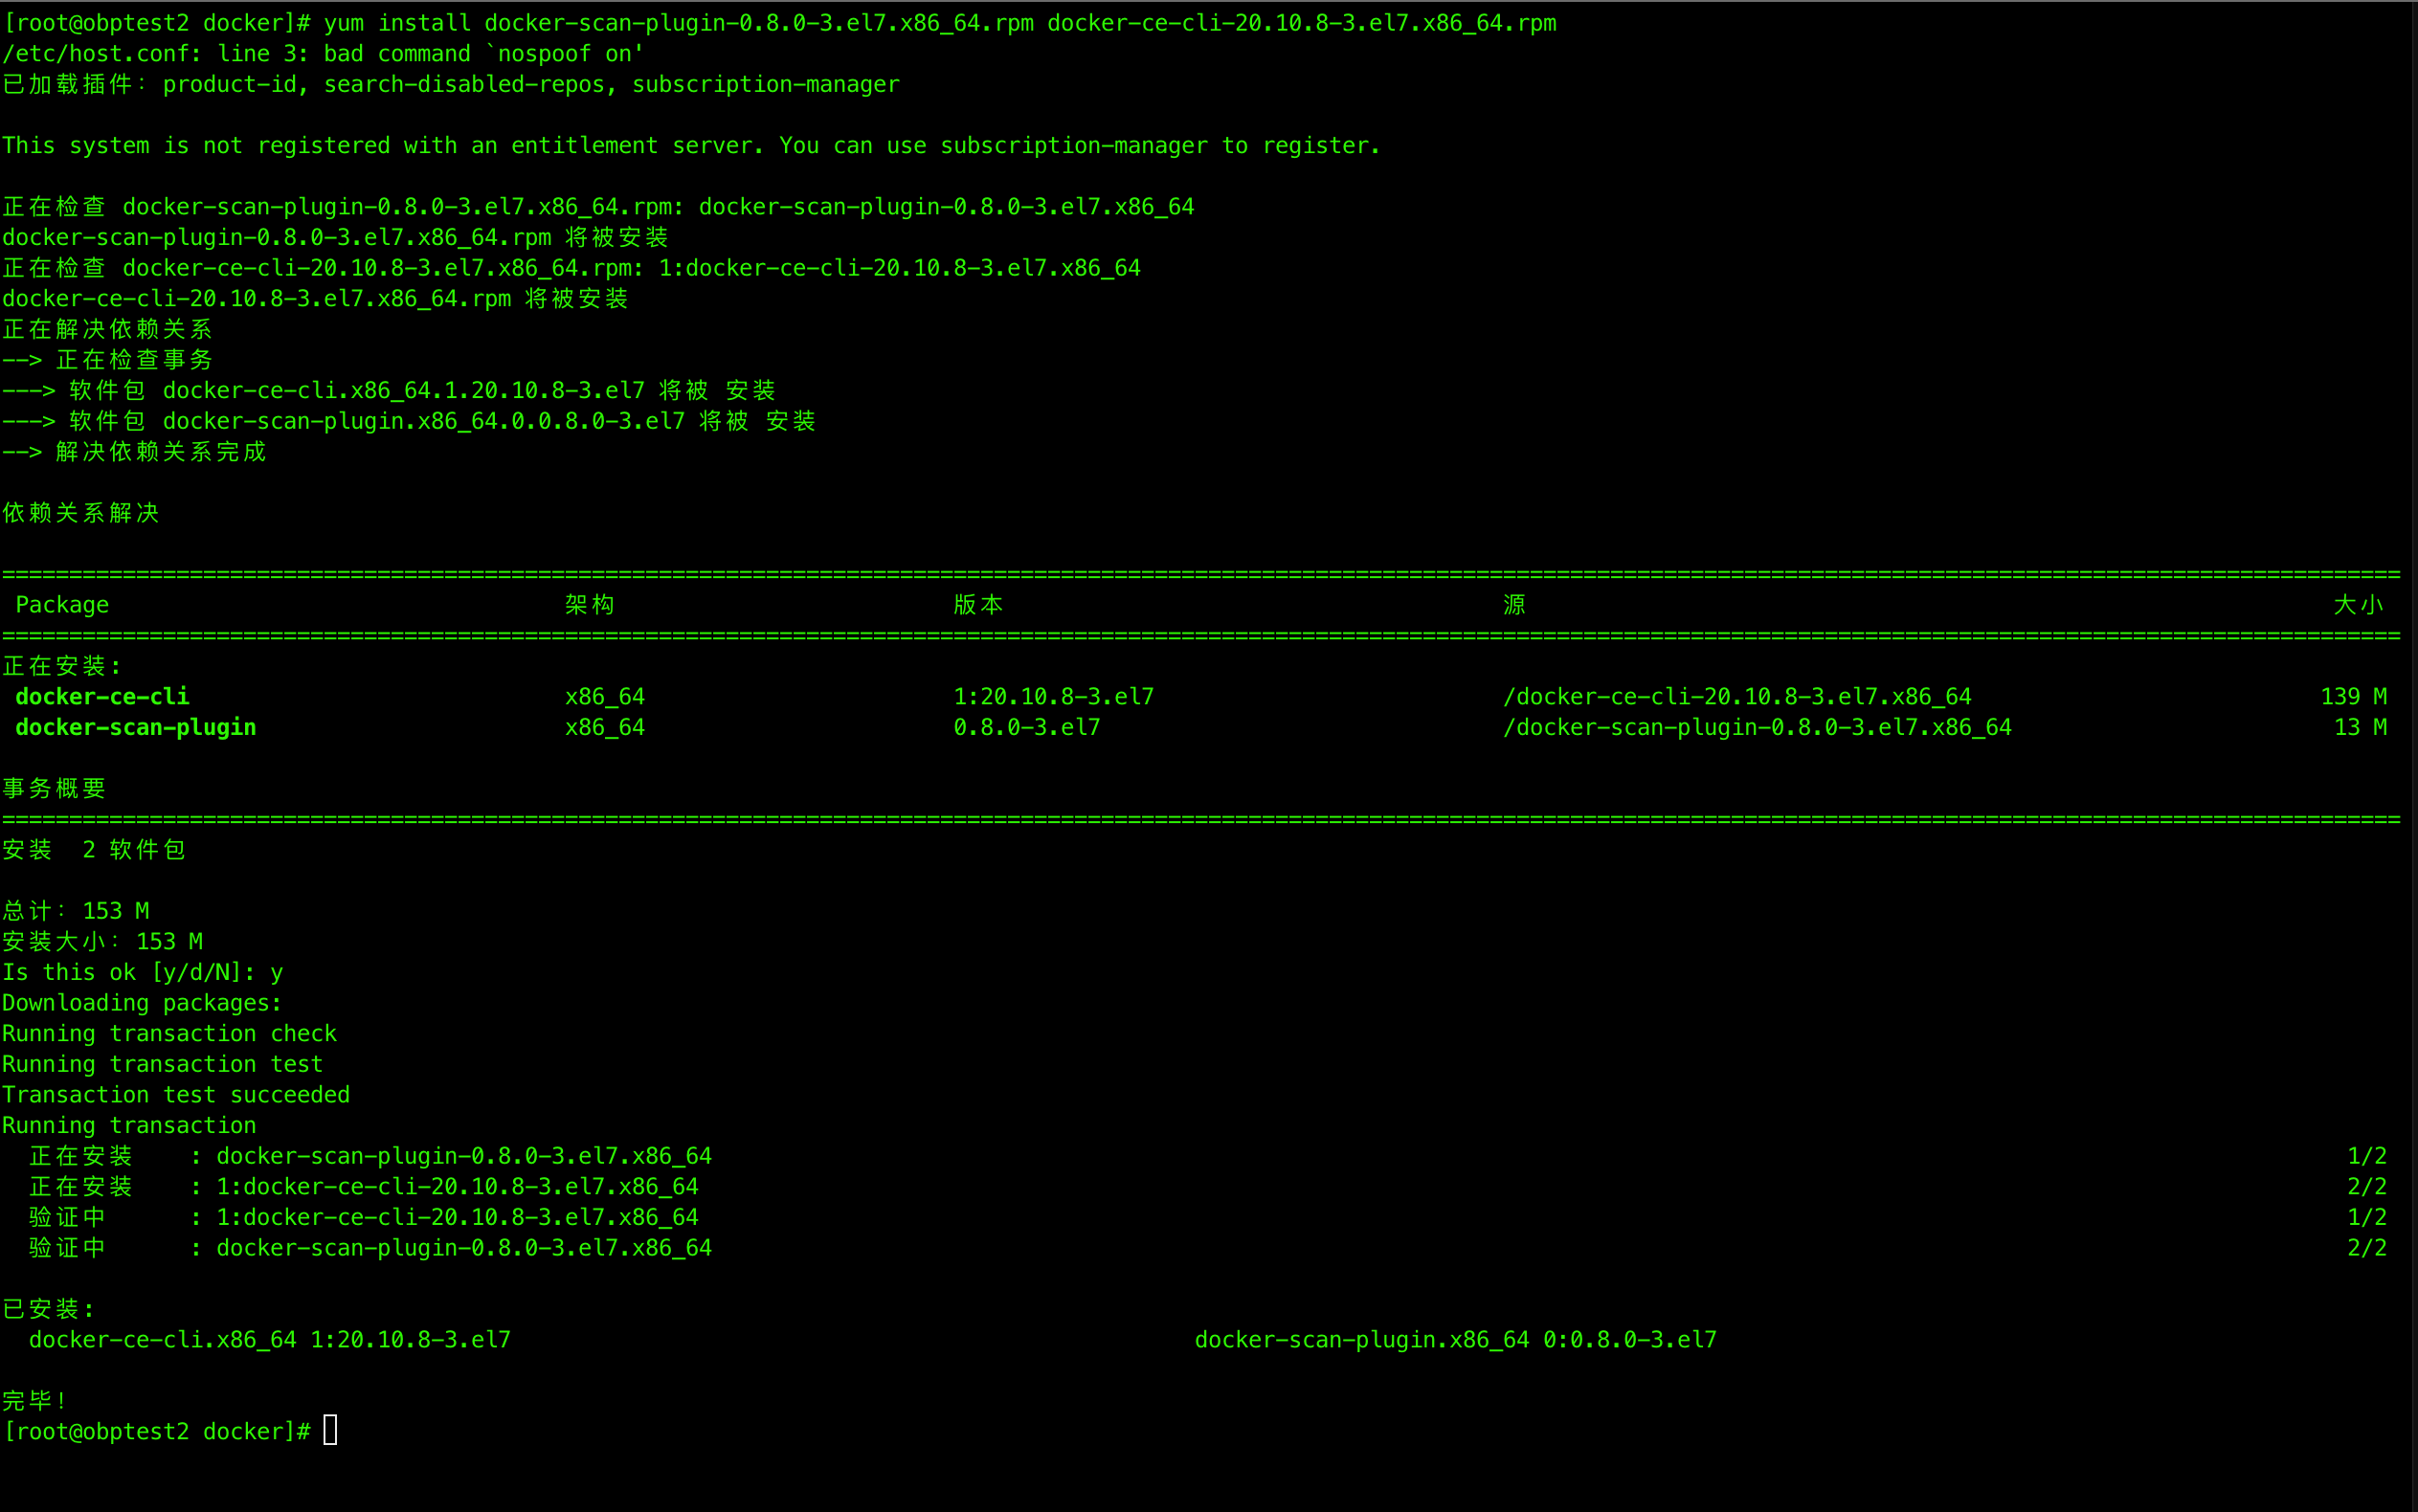 [root@obptest2 docker]# yum install docker-scan-plugin-0.8.0-3.el7.x86_64.rpm docker-ce-cli-20.10.8-3.el7.x86_64.rpm
/etc/host.conf: line 3: bad command `nospoof on'
已加载插件：product-id, search-disabled-repos, subscription-manager
This system is not registered with an entitlement server. You can use subscription-manager to register.
正在检查 docker-scan-plugin-0.8.0-3.el7.x86_64.rpm: docker-scan-plugin-0.8.0-3.el7.x86_64
docker-scan-plugin-0.8.0-3.el7.x86_64.rpm 将被安装
正在检查 docker-ce-cli-20.10.8-3.el7.x86_64.rpm: 1:docker-ce-cli-20.10.8-3.el7.x86_64
docker-ce-cli-20.10.8-3.el7.x86_64.rpm 将被安装
正在解决依赖关系
--> 正在检查事务
---> 软件包 docker-ce-cli.x86_64.1.20.10.8-3.el7 将被 安装
---> 软件包 docker-scan-plugin.x86_64.0.0.8.0-3.el7 将被 安装
--> 解决依赖关系完成
依赖关系解决
Package 架构 版本 源 大小
正在安装:
docker-ce-cli x86_64 1:20.10.8-3.el7 /docker-ce-cli-20.10.8-3.el7.x86_64 139 M
docker-scan-plugin x86_64 0.8.0-3.el7 /docker-scan-plugin-0.8.0-3.el7.x86_64 13 M
事务概要
安装 2 软件包
总计：153 M
安装大小：153 M
Is this ok [y/d/N]: y
Downloading packages:
Running transaction check
Running transaction test
Transaction test succeeded
Running transaction
正在安装 : docker-scan-plugin-0.8.0-3.el7.x86_64 1/2
正在安装 : 1:docker-ce-cli-20.10.8-3.el7.x86_64 2/2
验证中 : 1:docker-ce-cli-20.10.8-3.el7.x86_64 1/2
验证中 : docker-scan-plugin-0.8.0-3.el7.x86_64 2/2
已安装:
docker-ce-cli.x86_64 1:20.10.8-3.el7 docker-scan-plugin.x86_64 0:0.8.0-3.el7
完毕！
[root@obptest2 docker]#